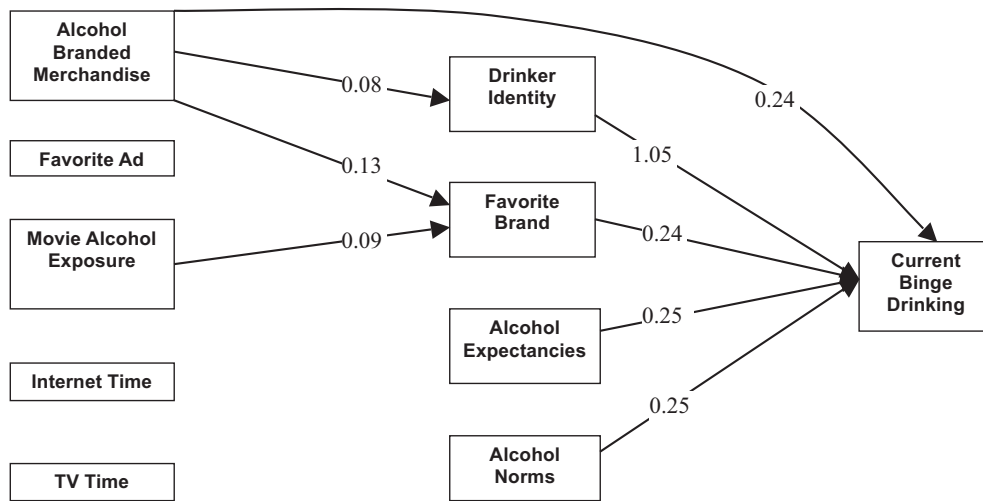 Alcohol
Branded
Merchandise
0.08
Drinker
Identity
0.24
1.05
Favorite Ad
0.13
Favorite
Brand
Movie Alcohol
Exposure
0.09
0.24
Current
Binge
Drinking
Alcohol
Expectancies
0.25
Internet Time
0.25
Alcohol
Norms
TV Time